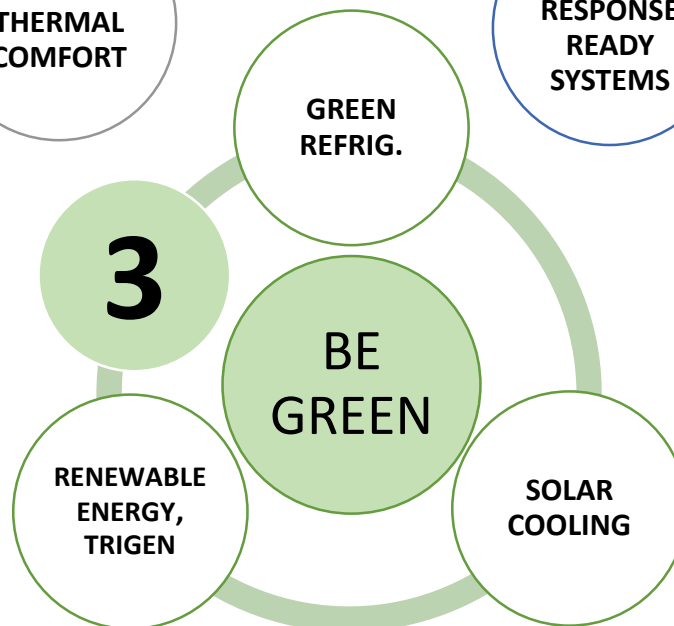 THERMAL
COMFORT
RESPONSE
READY
SYSTEMS
GREEN
REFRIG.
3
BE
GREEN
RENEWABLE
ENERGY,
TRIGEN
SOLAR
COOLING